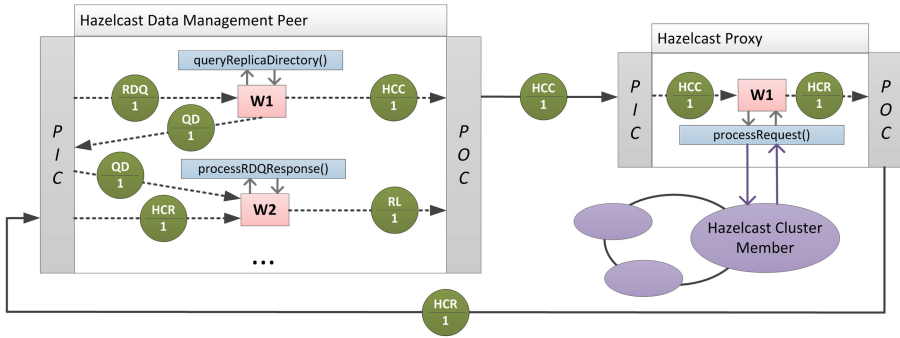 Hazelcast Data Management Peer
queryReplicaDirectory()
RDQ
1
W1
HCC
1
QD
1
P
I
C
QD
1
processRDQResponse()
HCR
1
W2
RL
1
...
P
O
C
HCC
1
Hazelcast Proxy
P
I
C
HCC
1
W1
HCR
1
processRequest()
P
O
C
Hazelcast Cluster
Member
HCR
1